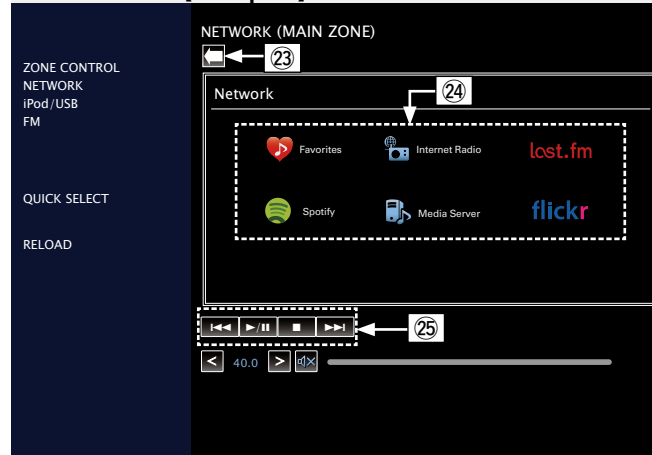 NETWORK (MAIN ZONE)
㉓
ZONE CONTROL
NETWORK
iPod/USB
FM
QUICK SELECT
RELOAD
Network
㉔
Favorites
Internet Radio
last.fm
Spotify
Media Server
flickr
㉕
< 40.0 >